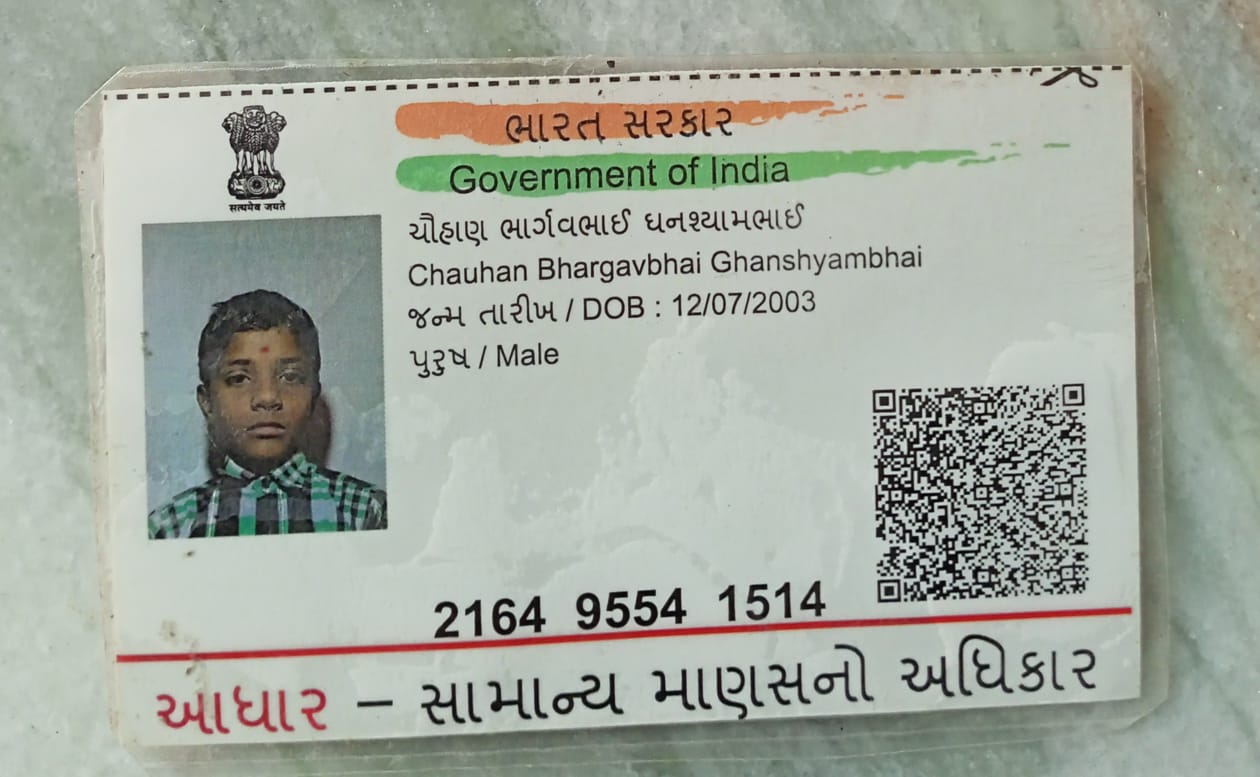 ભારત સરકાર
Government of India
सत्यमेव जयते
ચૌહાણ ભાર્ગવભાઈ ઘનશ્યામભાઈ
Chauhan Bhargavbhai Ghanshyambhai
જન્મ તારીખ / DOB : 12/07/2003
પુરુષ / Male
2164 9554 1514
આધાર – સામાન્ય માણસનો અધિકાર